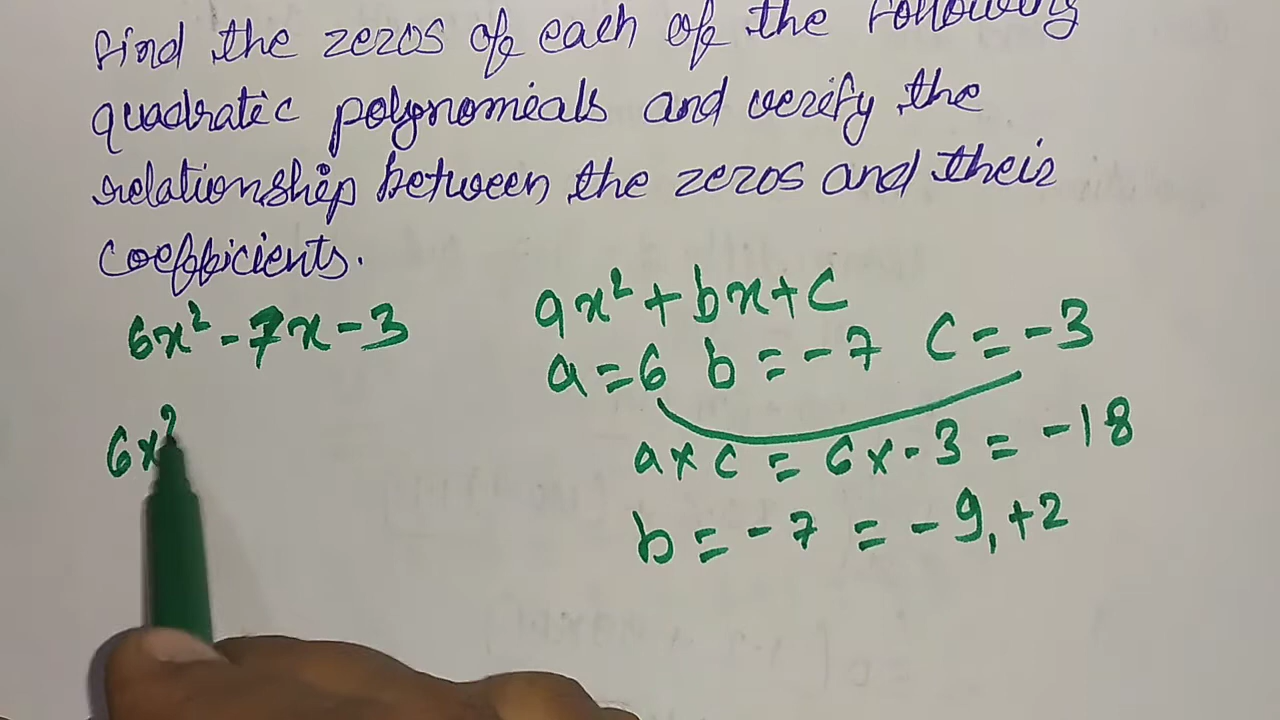 find the zeros of each of the following
quadratic polynomials and verify the
relationship between the zeros and their
coefficients.
6x² - 7x - 3
ax² + bx + c
a = 6 b = - 7 c = - 3
6x²
a × c = 6 x - 3 = - 18
b = - 7 = - 9, + 2